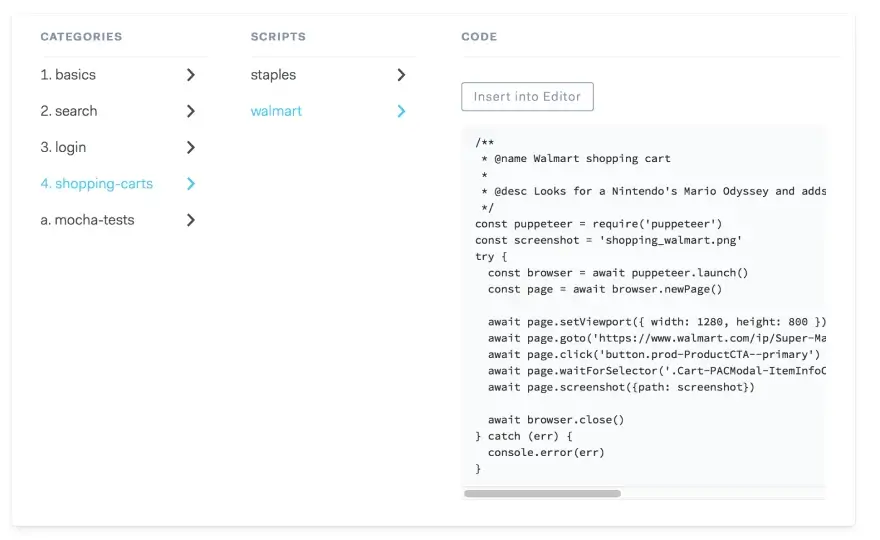 CATEGORIES
1. basics
2. search
3. login
4. shopping-carts
a. mocha-tests
SCRIPTS
staples
walmart
CODE
Insert into Editor
/**
 * @name Walmart shopping cart
 *
 * @desc Looks for a Nintendo's Mario Odyssey and adds
 */
const puppeteer = require('puppeteer')
const screenshot = 'shopping_walmart.png'
try {
  const browser = await puppeteer.launch()
  const page = await browser.newPage()

  await page.setViewport({ width: 1280, height: 800 })
  await page.goto('https://www.walmart.com/ip/Super-Ma
  await page.click('button.prod-ProductCTA--primary')
  await page.waitForSelector('.Cart-PACModal-ItemInfoC
  await page.screenshot({path: screenshot})

  await browser.close()
} catch (err) {
  console.error(err)
}